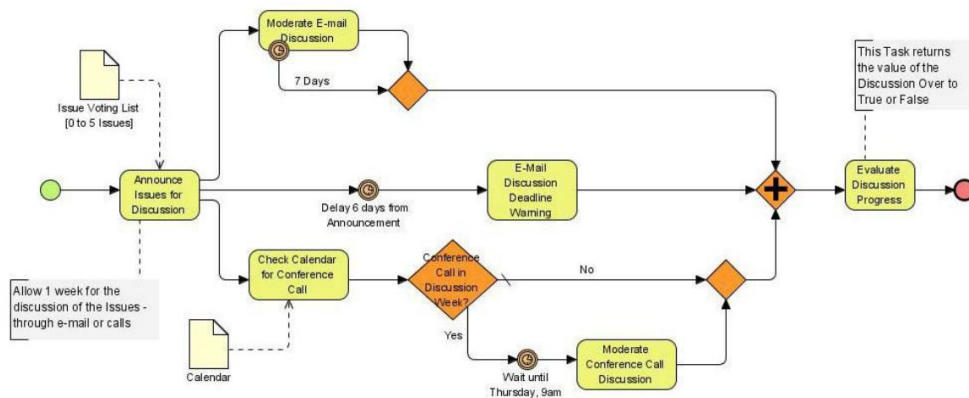 Moderate E-mail
Discussion
7 Days
This Task returns
the value of the
Discussion Over to
True or False
Issue Voting List
[0 to 5 Issues]
Announce
Issues for
Discussion
Delay 6 days from
Announcement
E-Mail
Discussion
Deadline
Warning
Evaluate
Discussion
Progress
Allow 1 week for the
discussion of the Issues -
through e-mail or calls
Check Calendar
for Conference
Call
Conference
Call in
Discussion
Week?
No
Yes
Calendar
Wait until
Thursday, 9am
Moderate
Conference Call
Discussion